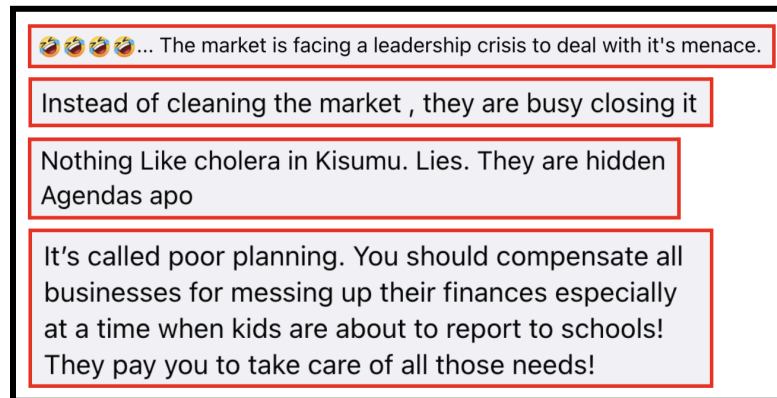 🤣🤣🤣🤣... The market is facing a leadership crisis to deal with it's menace.
Instead of cleaning the market , they are busy closing it
Nothing Like cholera in Kisumu. Lies. They are hidden
Agendas apo
It’s called poor planning. You should compensate all
businesses for messing up their finances especially
at a time when kids are about to report to schools!
They pay you to take care of all those needs!